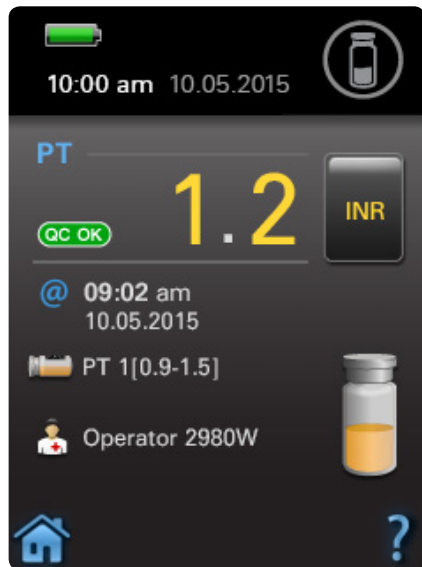 10:00 am 10.05.2015
PT
1.2
INR
QC OK
@ 09:02 am
10.05.2015
PT 1[0.9-1.5]
Operator 2980W
?